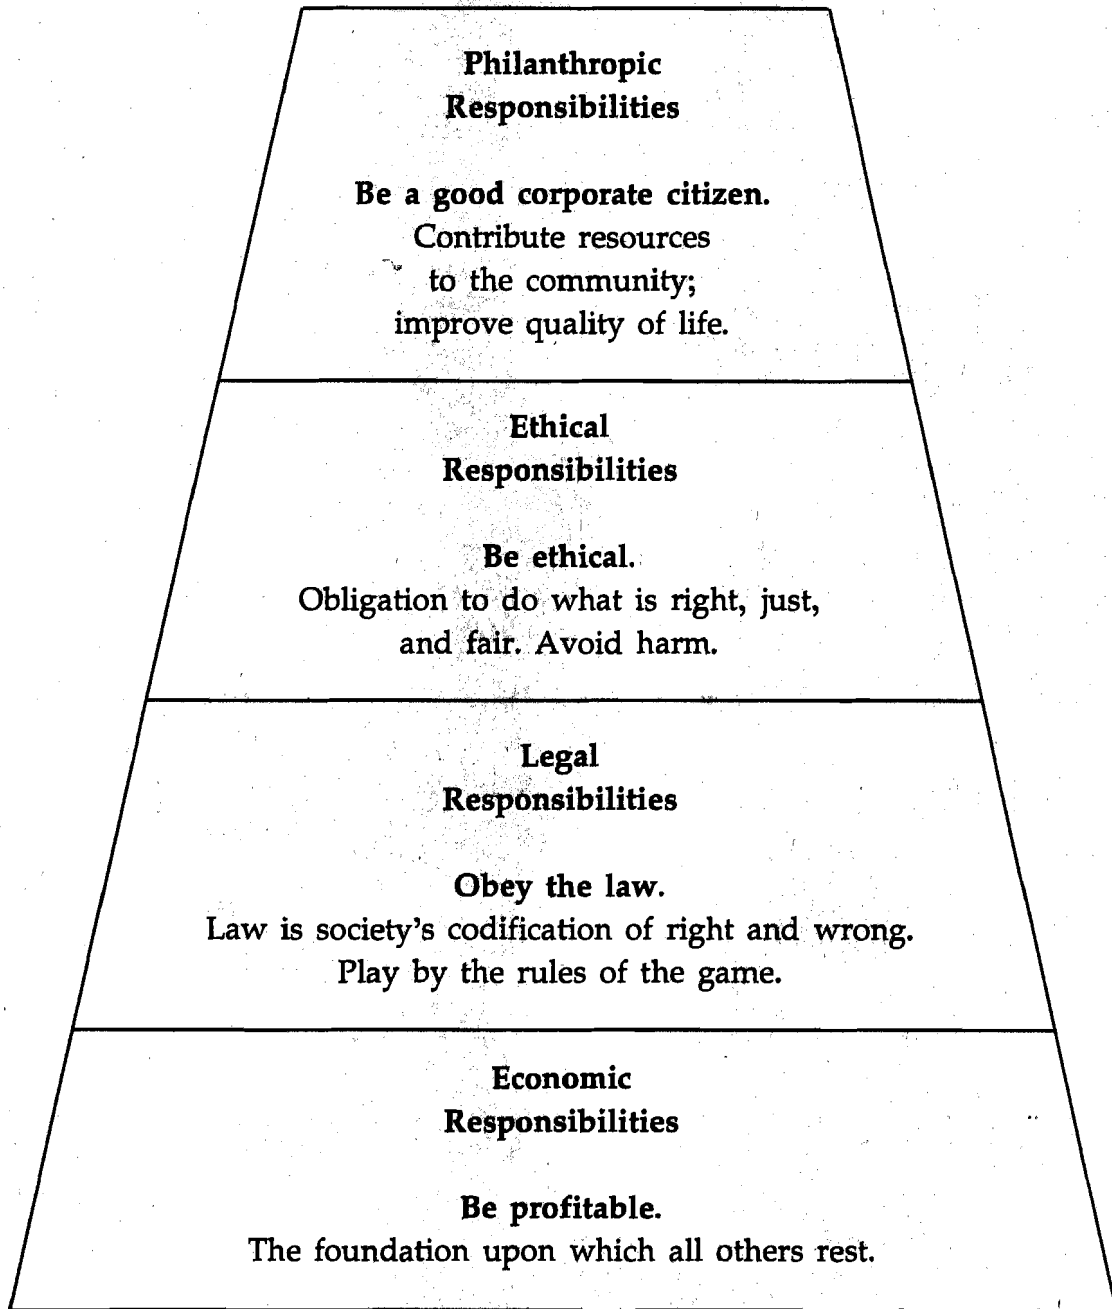 Philanthropic
Responsibilities
Be a good corporate citizen.
Contribute resources
to the community;
improve quality of life.
Ethical
Responsibilities
Be ethical.
Obligation to do what is right, just,
and fair. Avoid harm.
Legal
Responsibilities
Obey the law.
Law is society's codification of right and wrong.
Play by the rules of the game.
Economic
Responsibilities
Be profitable.
The foundation upon which all others rest.